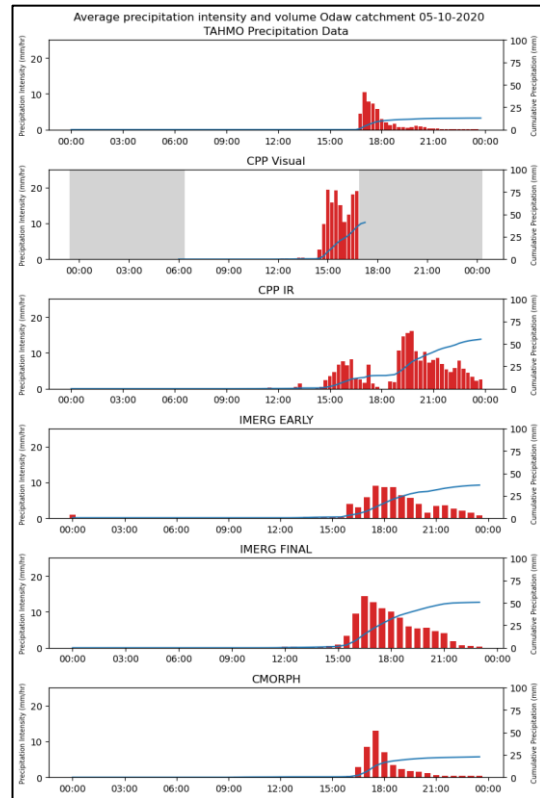 Average precipitation intensity and volume Odaw catchment 05-10-2020
TAHMO Precipitation Data
Precipitation Intensity (mm/hr)
20
10
0
100
75
50
25
0
Cumulative Precipitation (mm)
00:00 03:00 06:00 09:00 12:00 15:00 18:00 21:00 00:00
CPP Visual
Precipitation Intensity (mm/hr)
20
10
0
100
75
50
25
0
Cumulative Precipitation (mm)
00:00 03:00 06:00 09:00 12:00 15:00 18:00 21:00 00:00
CPP IR
Precipitation Intensity (mm/hr)
20
10
0
100
75
50
25
0
Cumulative Precipitation (mm)
00:00 03:00 06:00 09:00 12:00 15:00 18:00 21:00 00:00
IMERG EARLY
Precipitation Intensity (mm/hr)
20
10
0
100
75
50
25
0
Cumulative Precipitation (mm)
00:00 03:00 06:00 09:00 12:00 15:00 18:00 21:00 00:00
IMERG FINAL
Precipitation Intensity (mm/hr)
20
10
0
100
75
50
25
0
Cumulative Precipitation (mm)
00:00 03:00 06:00 09:00 12:00 15:00 18:00 21:00 00:00
CMORPH
Precipitation Intensity (mm/hr)
20
10
0
100
75
50
25
0
Cumulative Precipitation (mm)
00:00 03:00 06:00 09:00 12:00 15:00 18:00 21:00 00:00